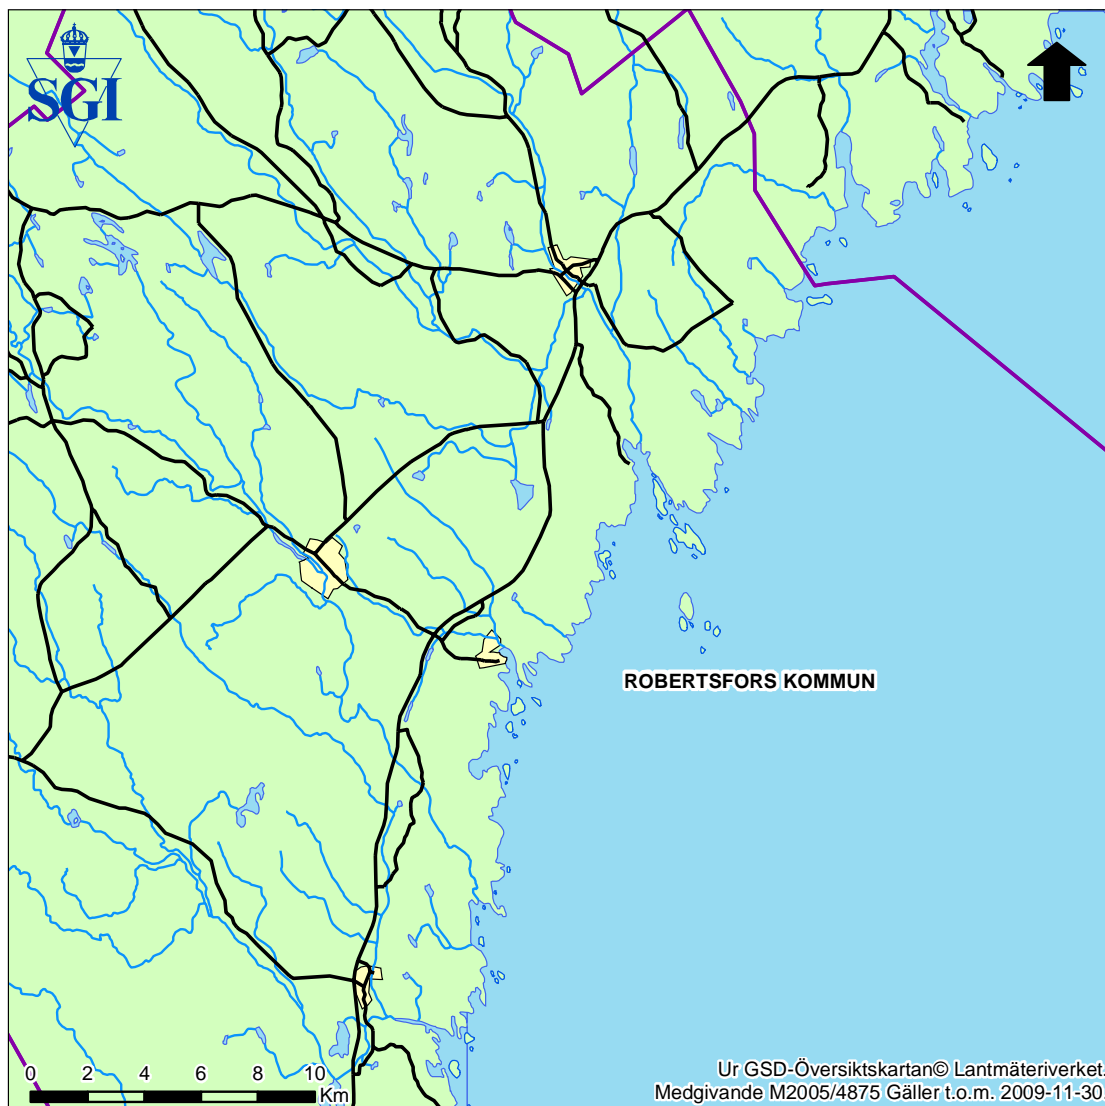 SGI
ROBERTSFORS KOMMUN
0 2 4 6 8 10
Km
Ur GSD-Översiktskartan© Lantmäteriverket.
Medgivande M2005/4875 Gäller t.o.m. 2009-11-30